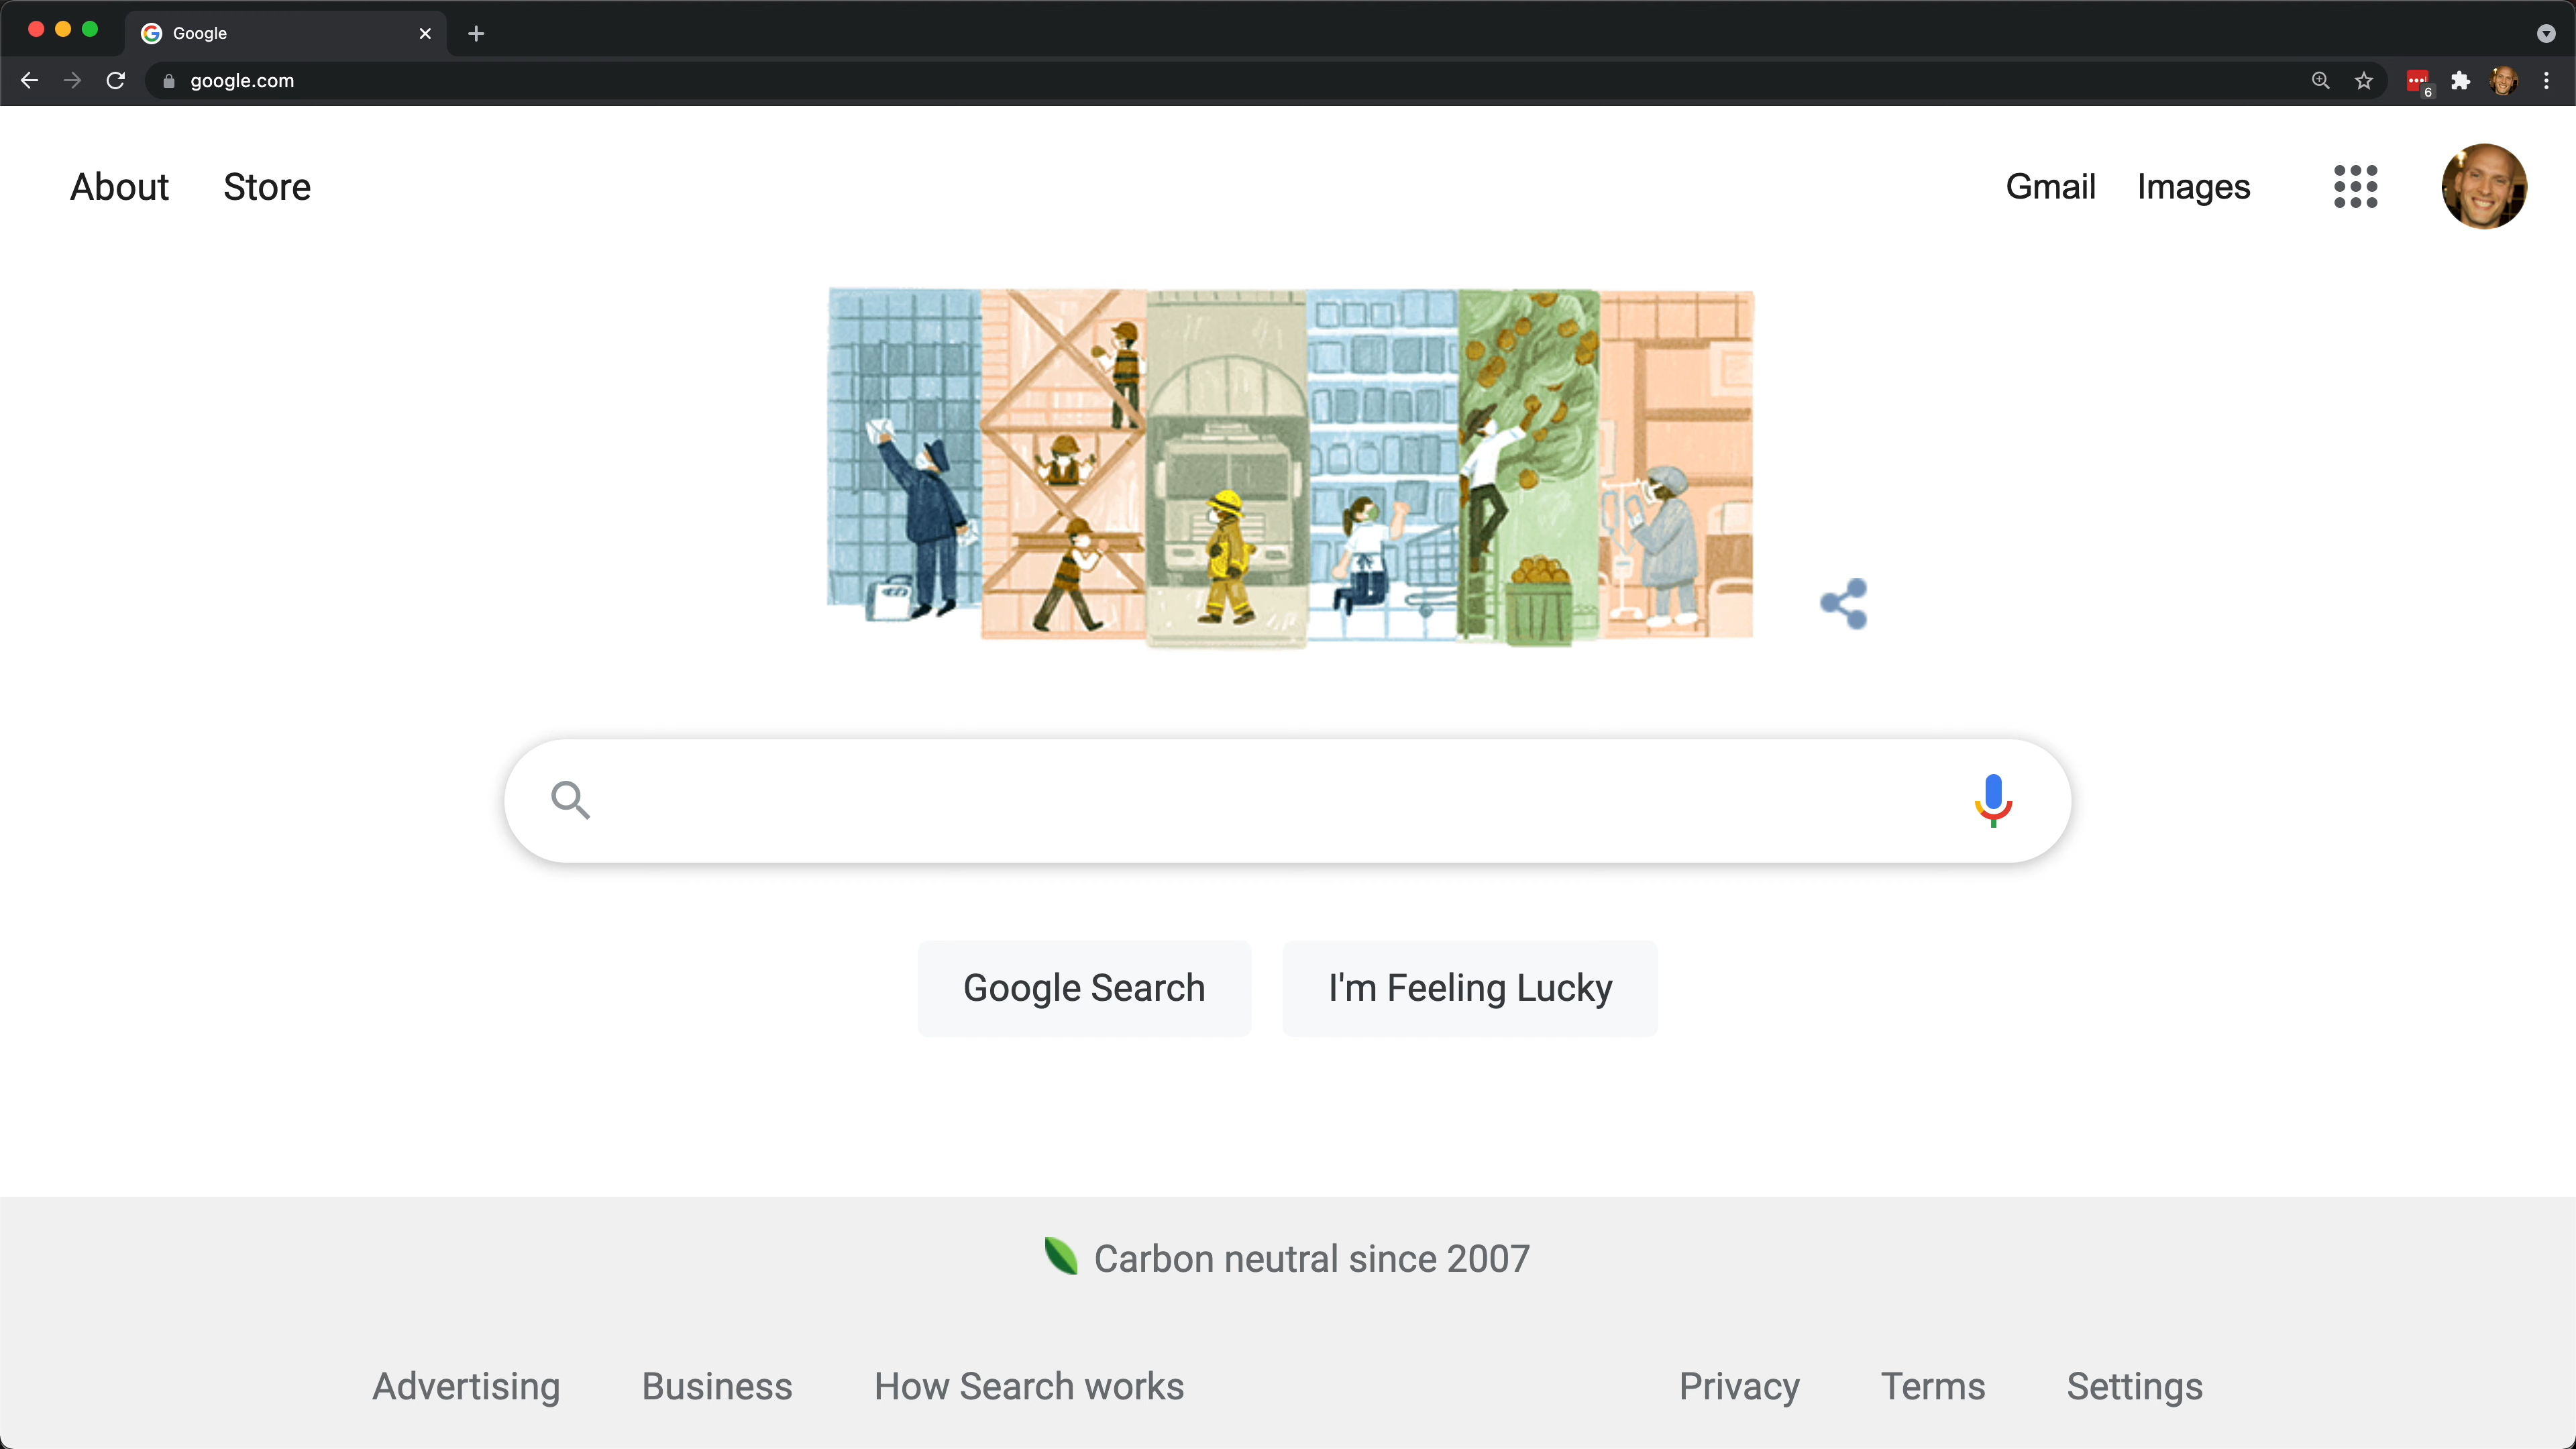 Google
google.com
6
About Store
Gmail Images
Google Search I'm Feeling Lucky
Carbon neutral since 2007
Advertising Business How Search works
Privacy Terms Settings